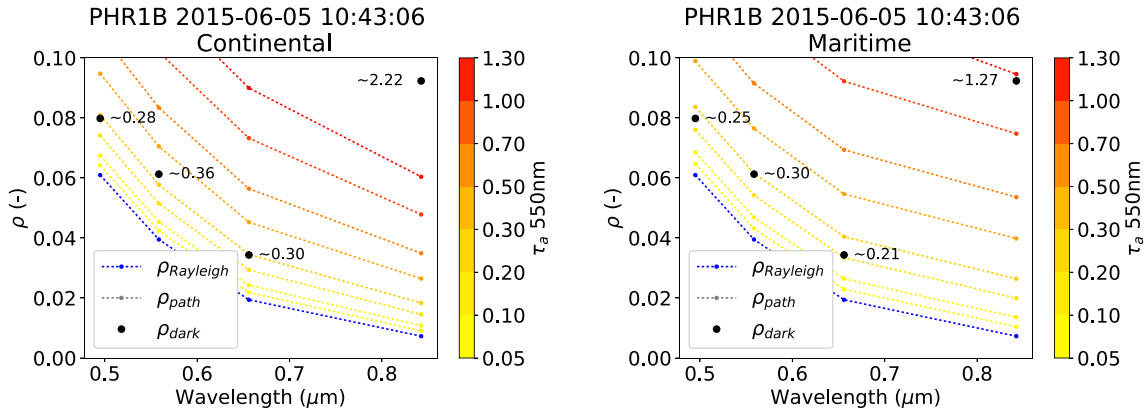 PHR1B 2015-06-05 10:43:06
Continental
0.10
0.08
0.06
0.04
0.02
0.00
ρ (-)
~2.22
~0.28
~0.36
~0.30
ρRayleigh
ρpath
ρdark
0.5
0.6
0.7
0.8
Wavelength (μm)
1.30
1.00
0.70
0.50
0.30
0.20
0.10
0.05
τa 550nm
PHR1B 2015-06-05 10:43:06
Maritime
0.10
0.08
0.06
0.04
0.02
0.00
ρ (-)
~1.27
~0.25
~0.30
~0.21
ρRayleigh
ρpath
ρdark
0.5
0.6
0.7
0.8
Wavelength (μm)
1.30
1.00
0.70
0.50
0.30
0.20
0.10
0.05
τa 550nm